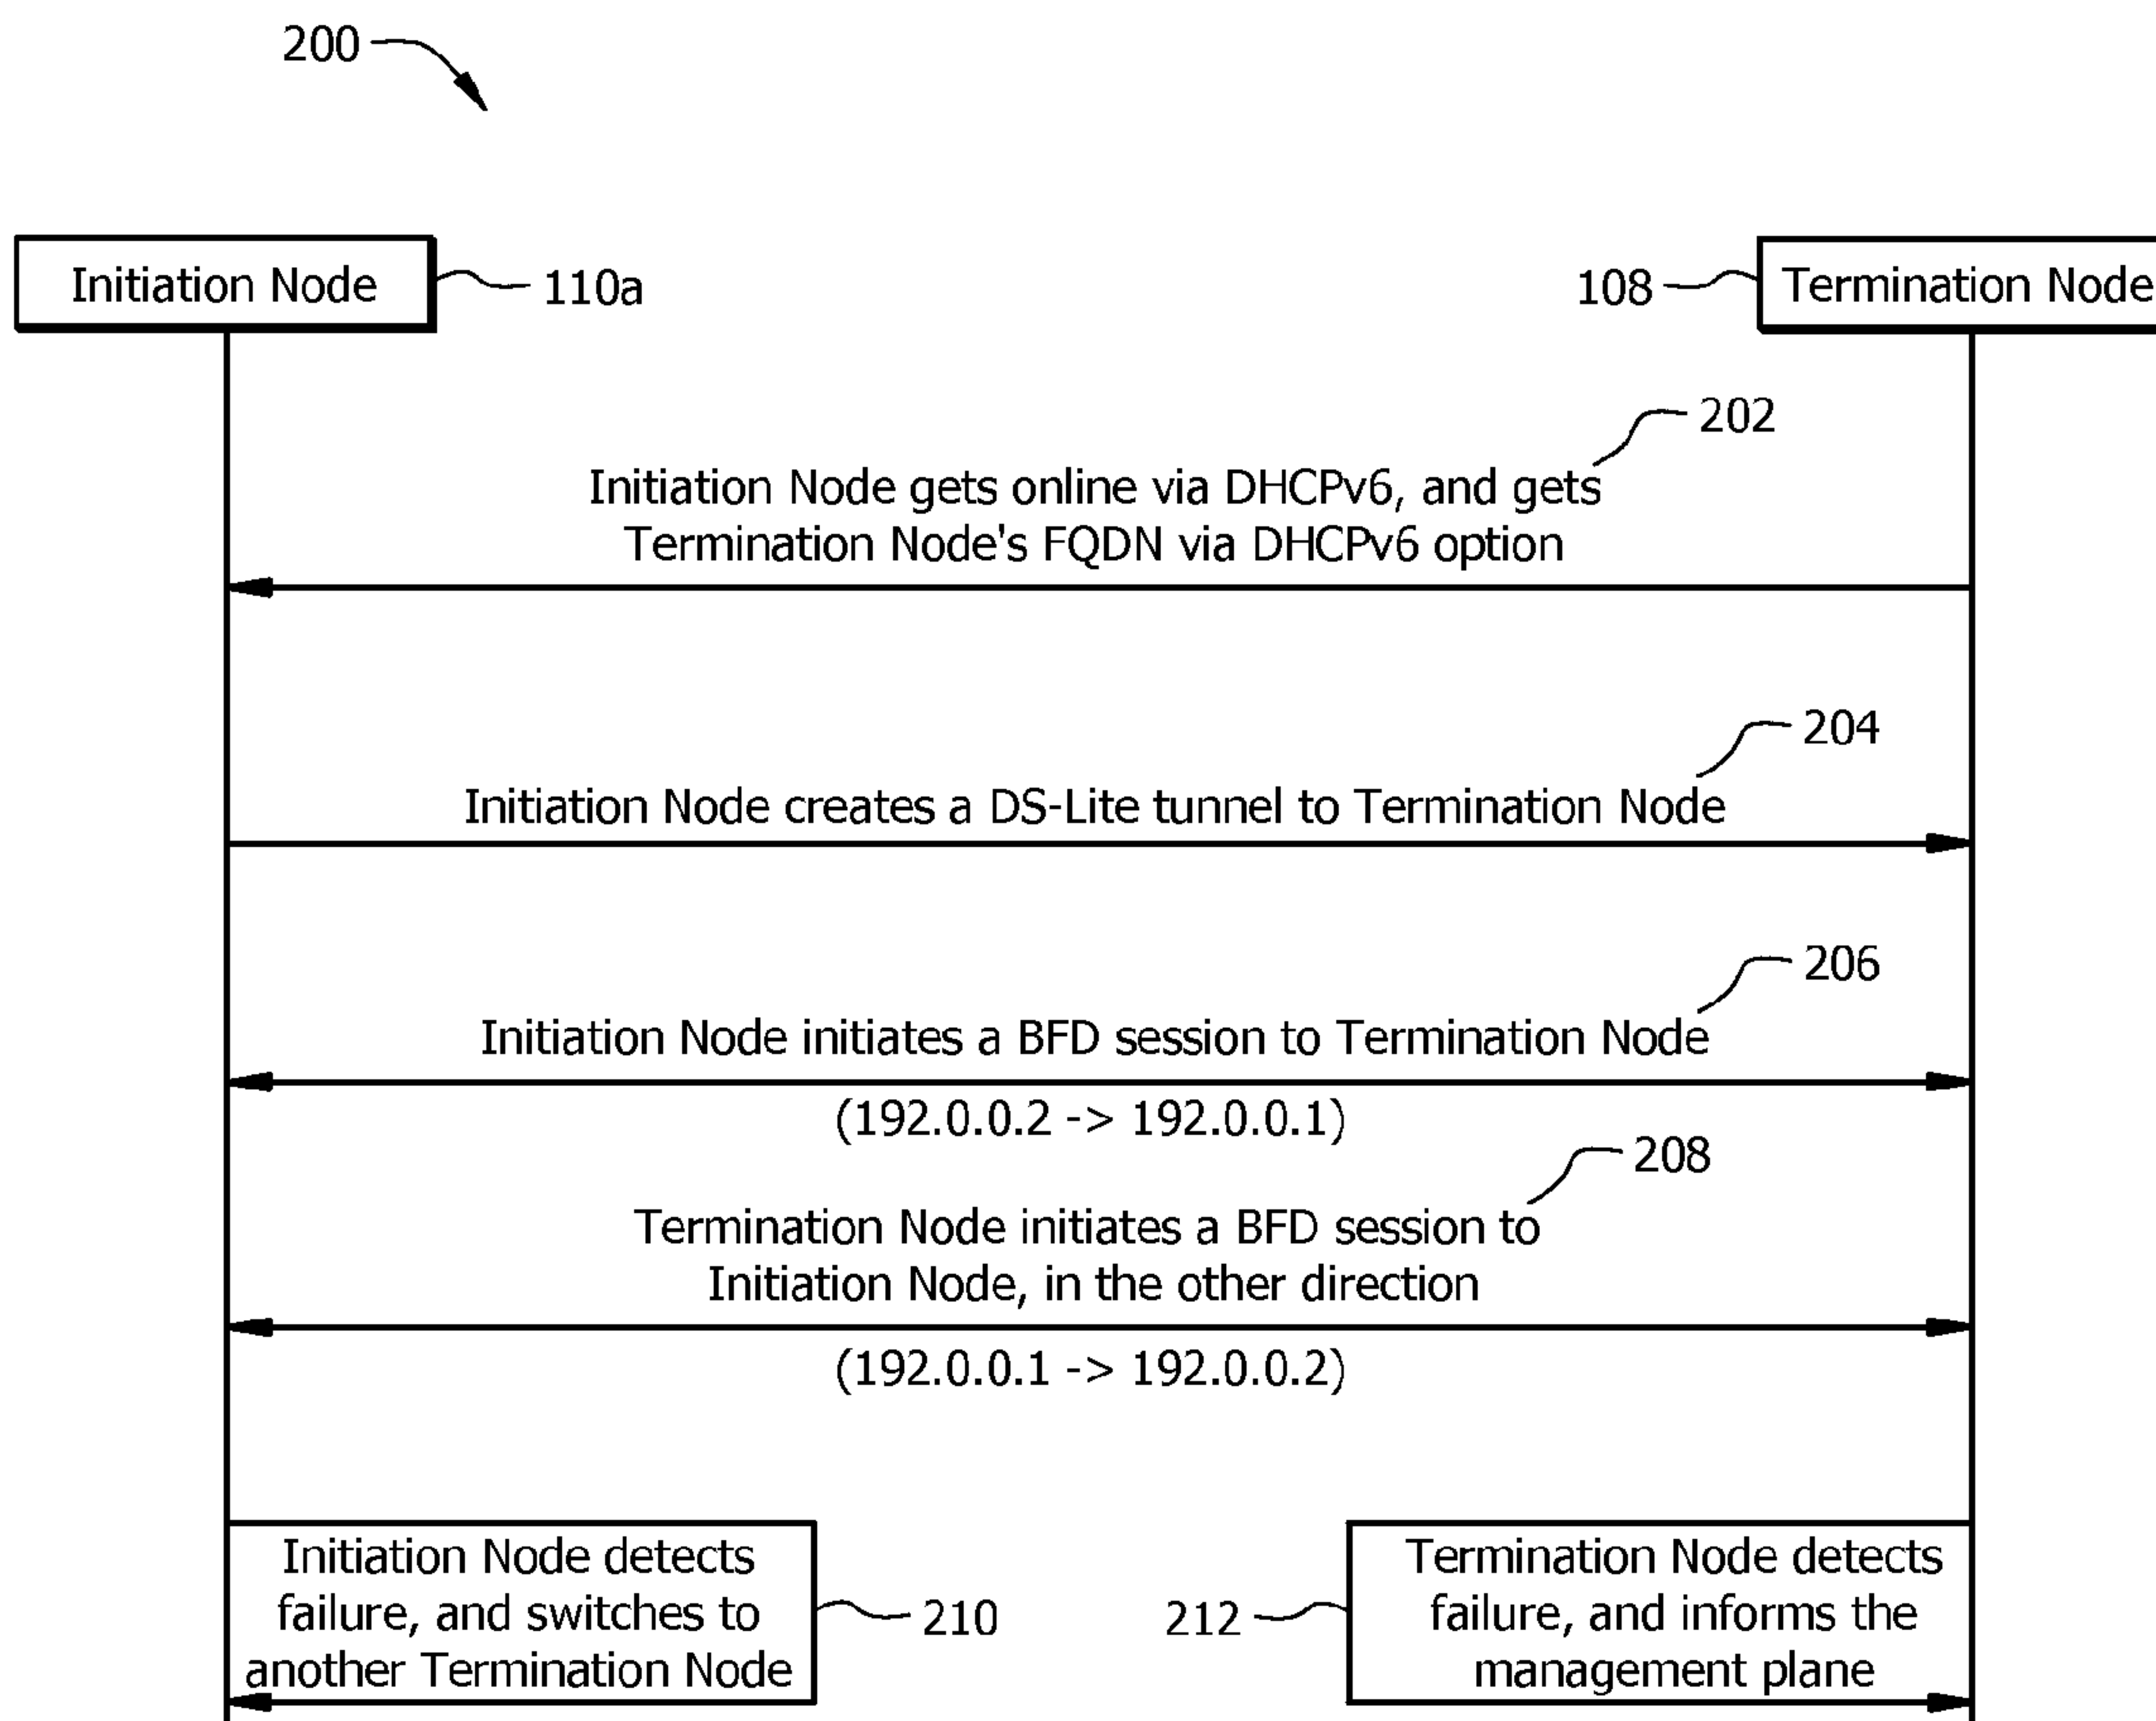 200
Initiation Node
110a
108
Termination Node
202
Initiation Node gets online via DHCPv6, and gets
Termination Node's FQDN via DHCPv6 option
204
Initiation Node creates a DS-Lite tunnel to Termination Node
206
Initiation Node initiates a BFD session to Termination Node
(192.0.0.2 -> 192.0.0.1)
208
Termination Node initiates a BFD session to
Initiation Node, in the other direction
(192.0.0.1 -> 192.0.0.2)
Initiation Node detects
failure, and switches to
another Termination Node
210
212
Termination Node detects
failure, and informs the
management plane